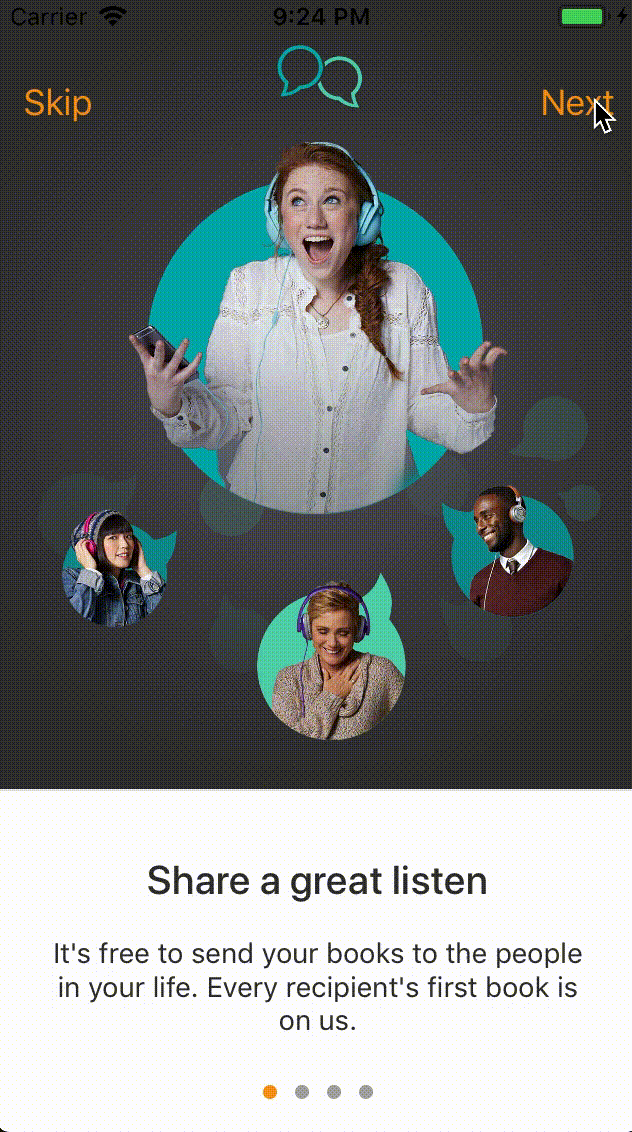 Carrier 9:24 PM
Skip Next
Share a great listen
It's free to send your books to the people
in your life. Every recipient's first book is
on us.